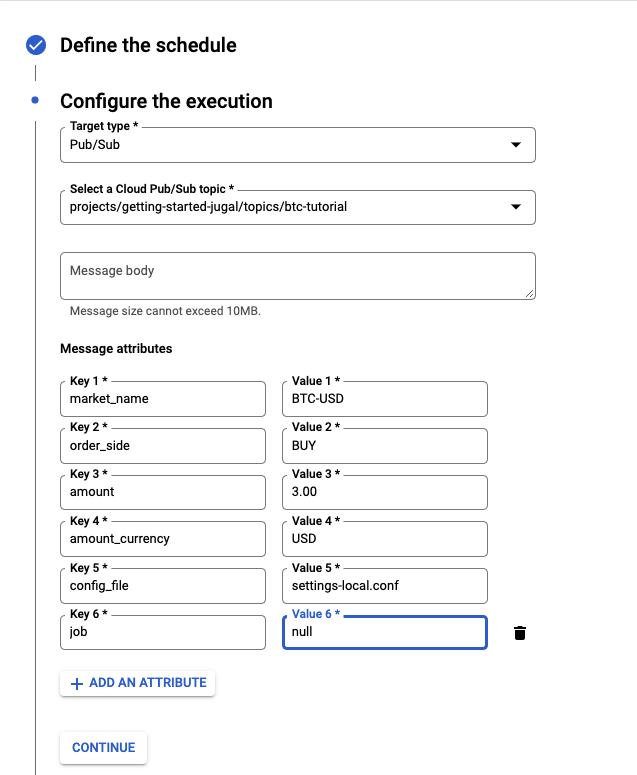 Define the schedule
Configure the execution
Target type *
Pub/Sub
Select a Cloud Pub/Sub topic *
projects/getting-started-jugal/topics/btc-tutorial
Message body
Message size cannot exceed 10MB.
Message attributes
Key 1 * Value 1 *
market_name BTC-USD
Key 2 * Value 2 *
order_side BUY
Key 3 * Value 3 *
amount 3.00
Key 4 * Value 4 *
amount_currency USD
Key 5 * Value 5 *
config_file settings-local.conf
Key 6 * Value 6 *
job null
+ ADD AN ATTRIBUTE
CONTINUE